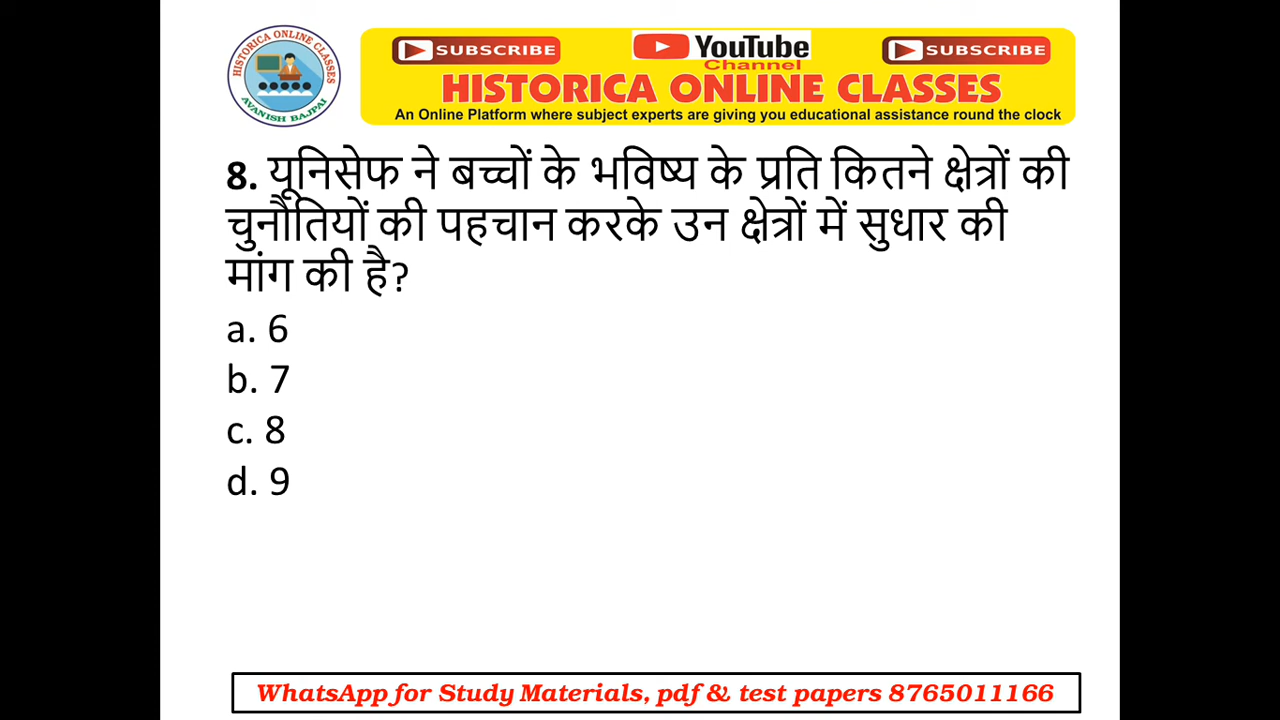 HISTORICA ONLINE CLASSES
AVANISH BAJPAI
SUBSCRIBE
YouTube
SUBSCRIBE
Channel
HISTORICA ONLINE CLASSES
An Online Platform where subject experts are giving you educational assistance round the clock
8. यूनिसेफ ने बच्चों के भविष्य के प्रति कितने क्षेत्रों की
चुनौतियों की पहचान करके उन क्षेत्रों में सुधार की
मांग की है?
a. 6
b. 7
c. 8
d. 9
WhatsApp for Study Materials, pdf & test papers 8765011166